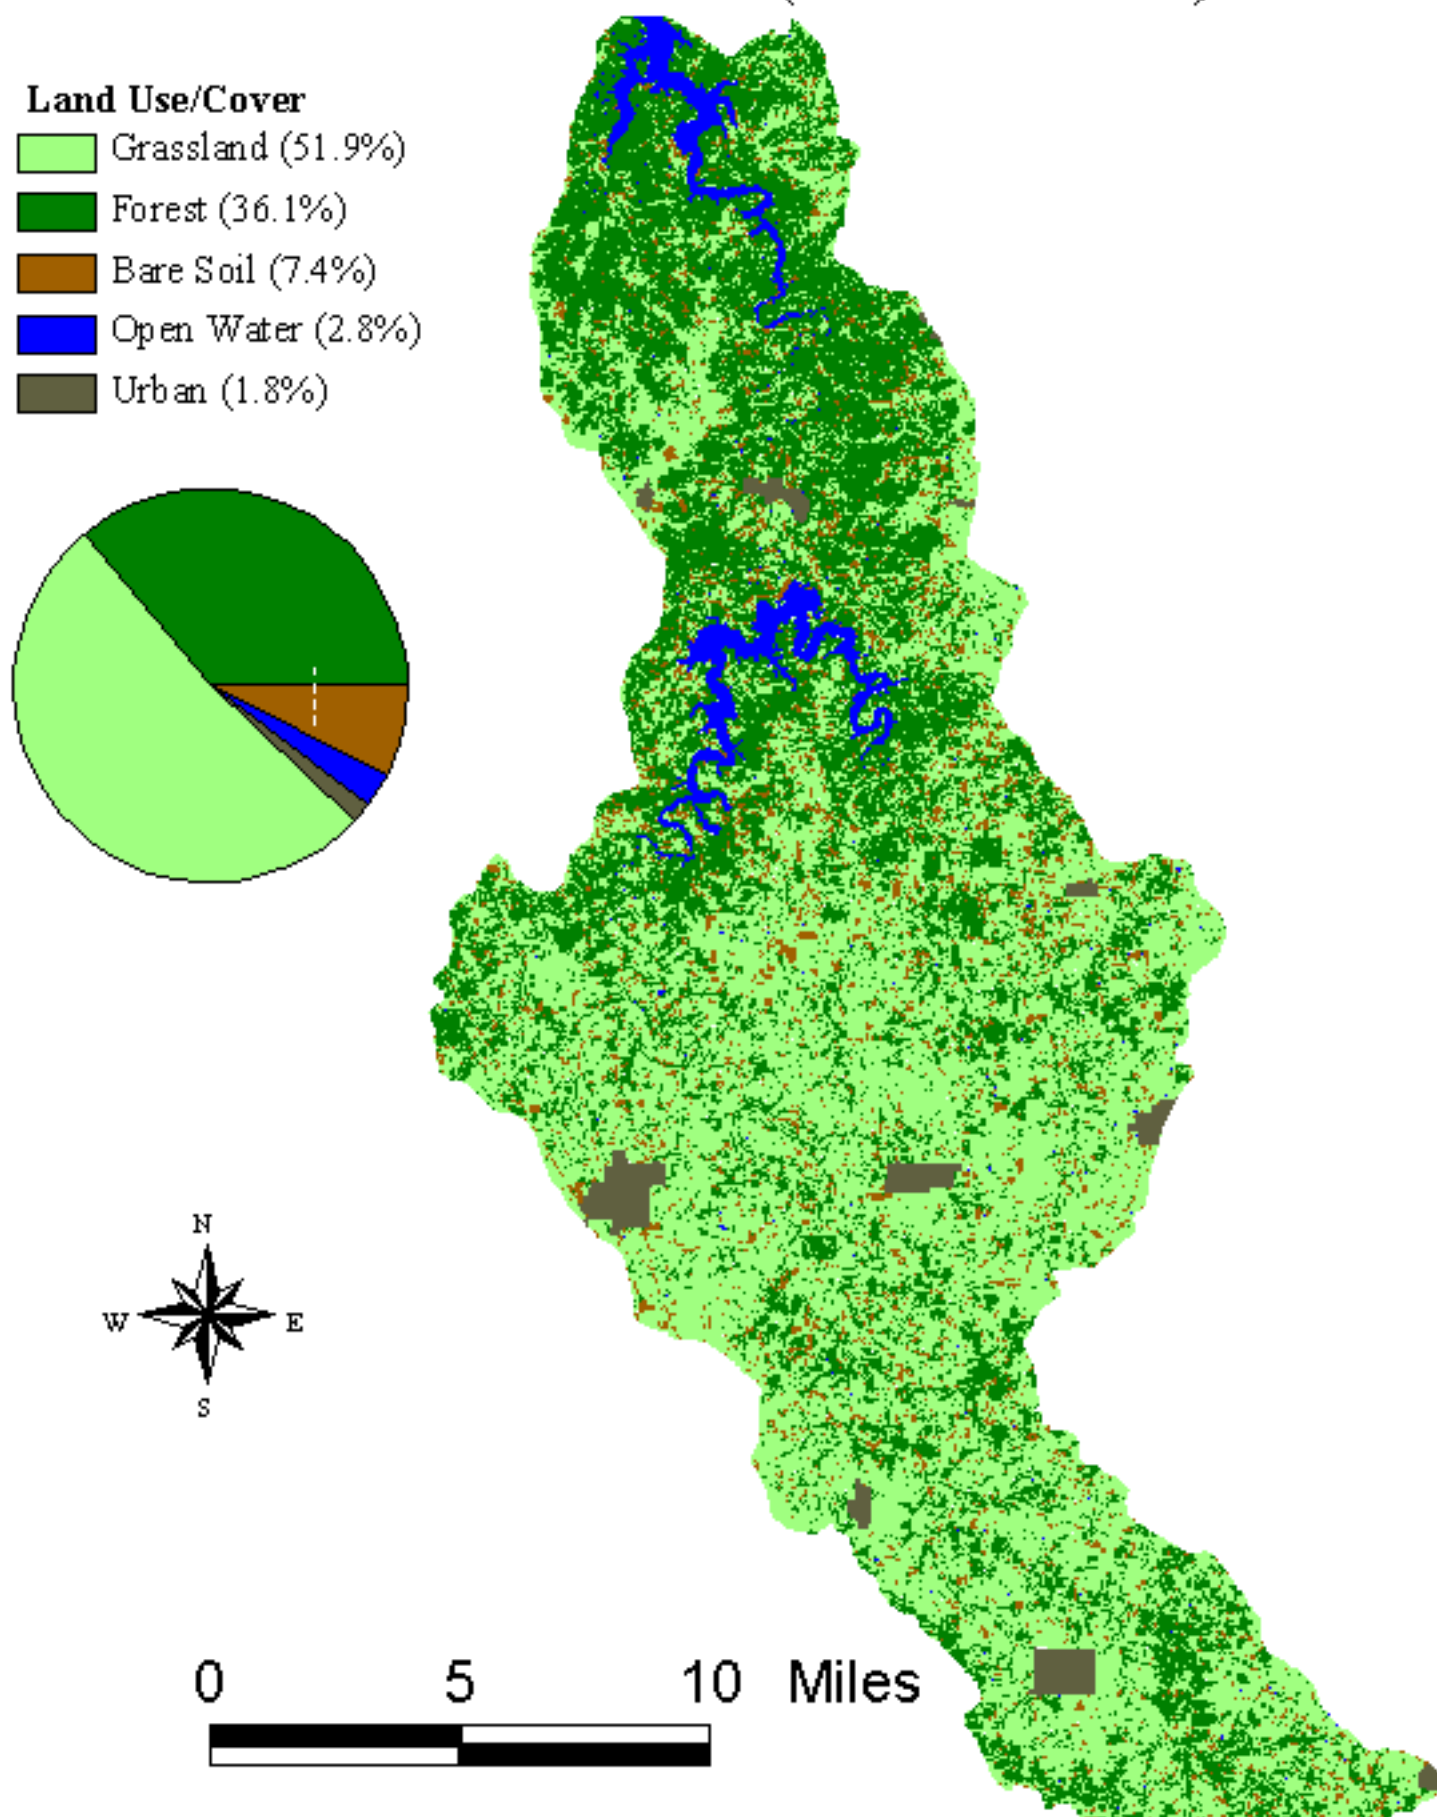 Land Use/Cover
Grassland (51.9%)
Forest (36.1%)
Bare Soil (7.4%)
Open Water (2.8%)
Urban (1.8%)
N
W E
S
0 5 10 Miles